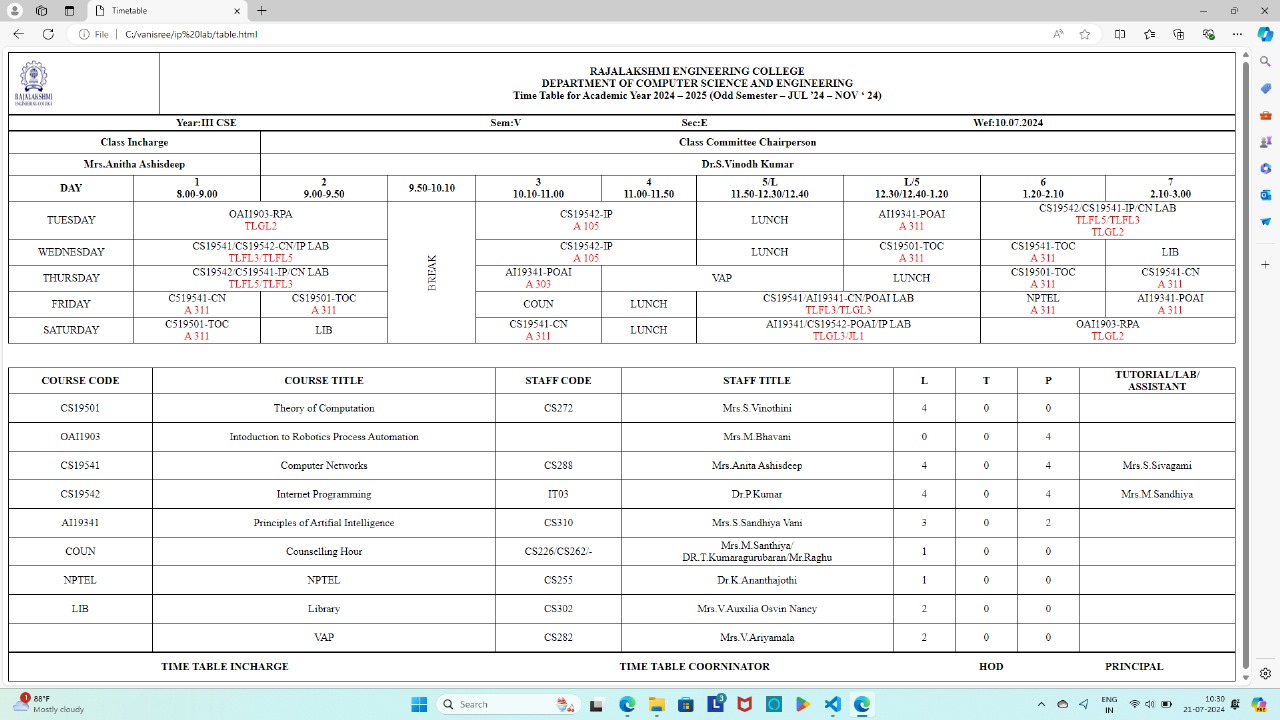 Timetable
File
C:/vanisree/ip%20lab/table.html
RAJALAKSHMI
ENGINEERING COLLEGE
RAJALAKSHMI ENGINEERING COLLEGE
DEPARTMENT OF COMPUTER SCIENCE AND ENGINEERING
Time Table for Academic Year 2024 – 2025 (Odd Semester – JUL ’24 – NOV ‘ 24)
Year:III CSE Sem:V Sec:E Wef:10.07.2024
Class Incharge Class Committee Chairperson
Mrs.Anitha Ashisdeep Dr.S.Vinodh Kumar
DAY 1 2 9.50-10.10 3 4 5/L L/5 6 7
8.00-9.00 9.00-9.50 10.10-11.00 11.00-11.50 11.50-12.30/12.40 12.30/12.40-1.20 1.20-2.10 2.10-3.00
TUESDAY OAI1903-RPA CS19542-IP LUNCH AI19341-POAI CS19542/CS19541-IP/CN LAB
TLGL2 A 105 A 311 TLFL5/TLFL3
TLGL2
BREAK
WEDNESDAY CS19541/CS19542-CN/IP LAB CS19542-IP LUNCH CS19501-TOC CS19541-TOC LIB
TLFL3/TLFL5 A 105 A 311 A 311
THURSDAY CS19542/C519541-IP/CN LAB AI19341-POAI VAP LUNCH CS19501-TOC CS19541-CN
TLFL5/TLFL3 A 303 A 311 A 311
FRIDAY C519541-CN CS19501-TOC COUN LUNCH CS19541/AI19341-CN/POAI LAB NPTEL AI19341-POAI
A 311 A 311 TLFL3/TLGL3 A 311 A 311
SATURDAY C519501-TOC LIB CS19541-CN LUNCH AI19341/CS19542-POAI/IP LAB OAI1903-RPA
A 311 A 311 TLGL3/JL1 TLGL2
COURSE CODE COURSE TITLE STAFF CODE STAFF TITLE L T P TUTORIAL/LAB/
ASSISTANT
CS19501 Theory of Computation CS272 Mrs.S.Vinothini 4 0 0
OAI1903 Intoduction to Robotics Process Automation Mrs.M.Bhavani 0 0 4
CS19541 Computer Networks CS288 Mrs.Anita Ashisdeep 4 0 4 Mrs.S.Sivagami
CS19542 Internet Programming IT03 Dr.P.Kumar 4 0 4 Mrs.M.Sandhiya
AI19341 Principles of Artifial Intelligence CS310 Mrs.S.Sandhiya Vani 3 0 2
COUN Counselling Hour CS226/CS262/- Mrs.M.Santhiya/ 1 0 0
DR.T.Kumaragurubaran/Mr.Raghu
NPTEL NPTEL CS255 Dr.K.Ananthajothi 1 0 0
LIB Library CS302 Mrs.V.Auxilia Osvin Nancy 2 0 0
VAP CS282 Mrs.V.Ariyamala 2 0 0
TIME TABLE INCHARGE TIME TABLE COORNINATOR HOD PRINCIPAL
1
88°F
Mostly cloudy
Search
3
ENG
IN
10:30
21-07-2024